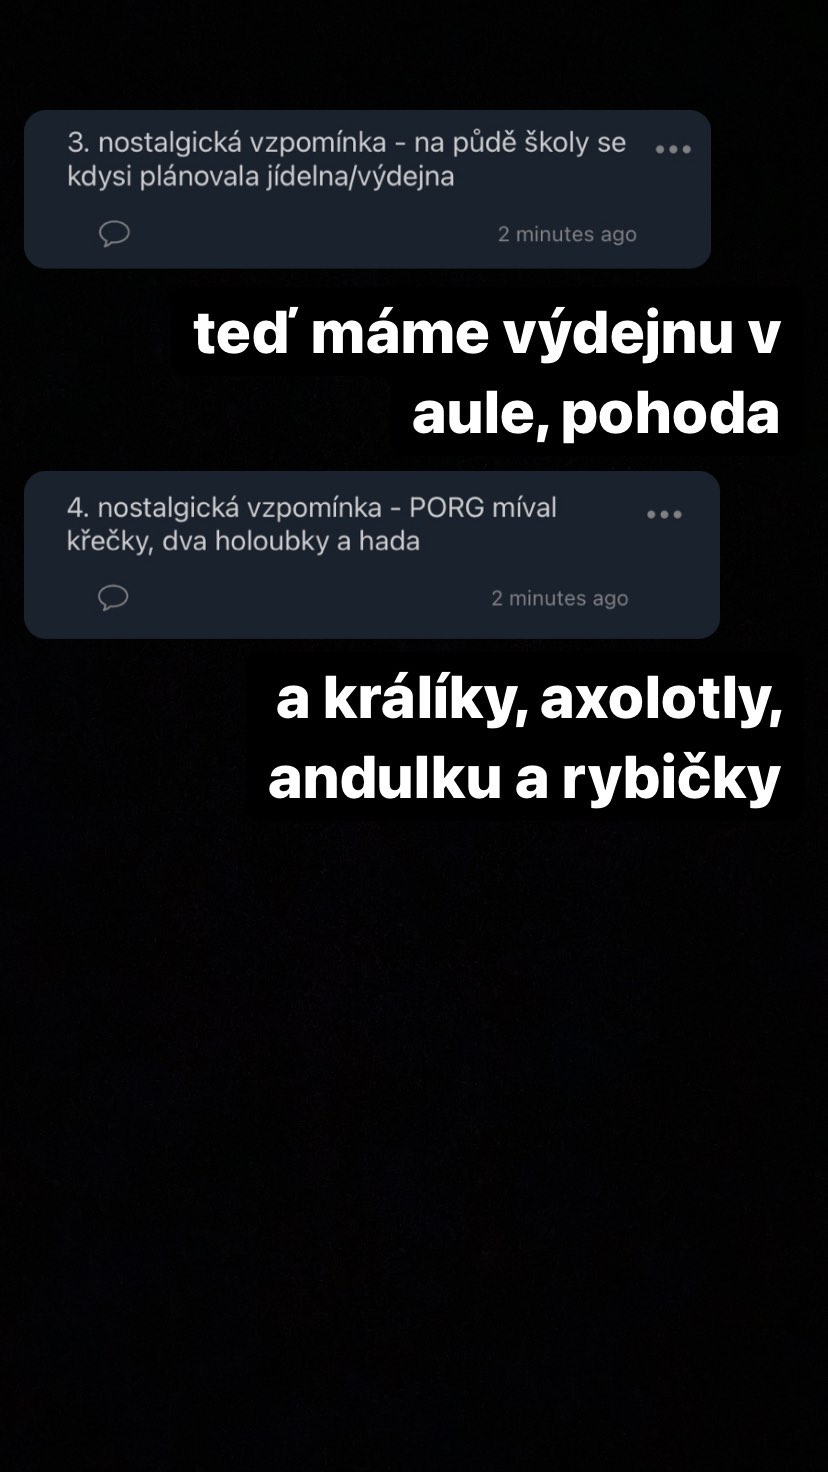 3. nostalgická vzpomínka - na půdě školy se
kdysi plánovala jídelna/výdejna
2 minutes ago
teď máme výdejnu v
aule, pohoda
4. nostalgická vzpomínka - PORG míval
křečky, dva holoubky a hada
2 minutes ago
a králíky, axolotly,
andulku a rybičky